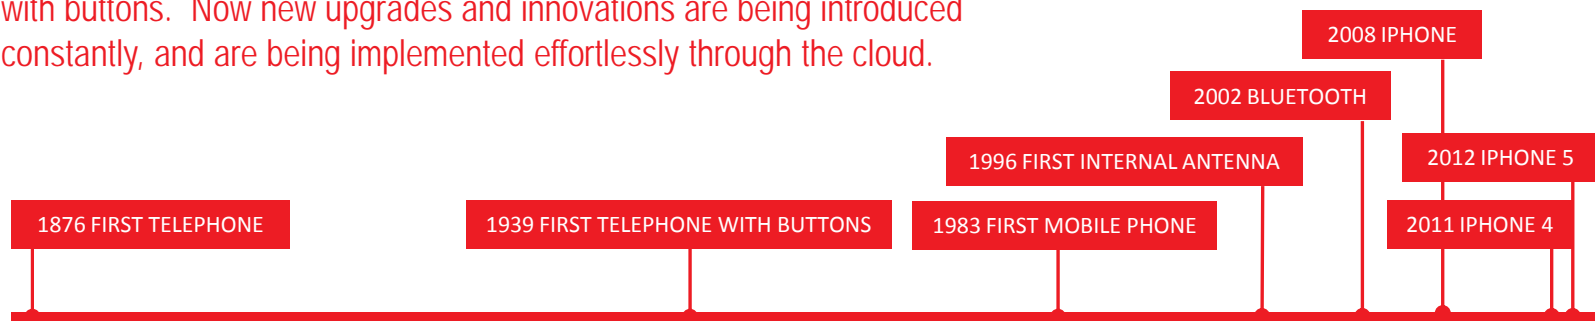 with buttons.  Now new upgrades and innovations are being introduced
constantly, and are being implemented effortlessly through the cloud.
2008 IPHONE
2002 BLUETOOTH
1996 FIRST INTERNAL ANTENNA
2012 IPHONE 5
1876 FIRST TELEPHONE
1939 FIRST TELEPHONE WITH BUTTONS
1983 FIRST MOBILE PHONE
2011 IPHONE 4